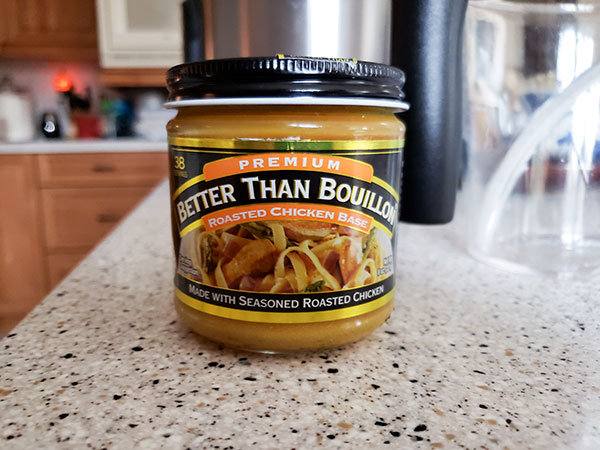 38
PREMIUM
BETTER THAN BOUILLON
ROASTED CHICKEN BASE
MADE WITH SEASONED ROASTED CHICKEN